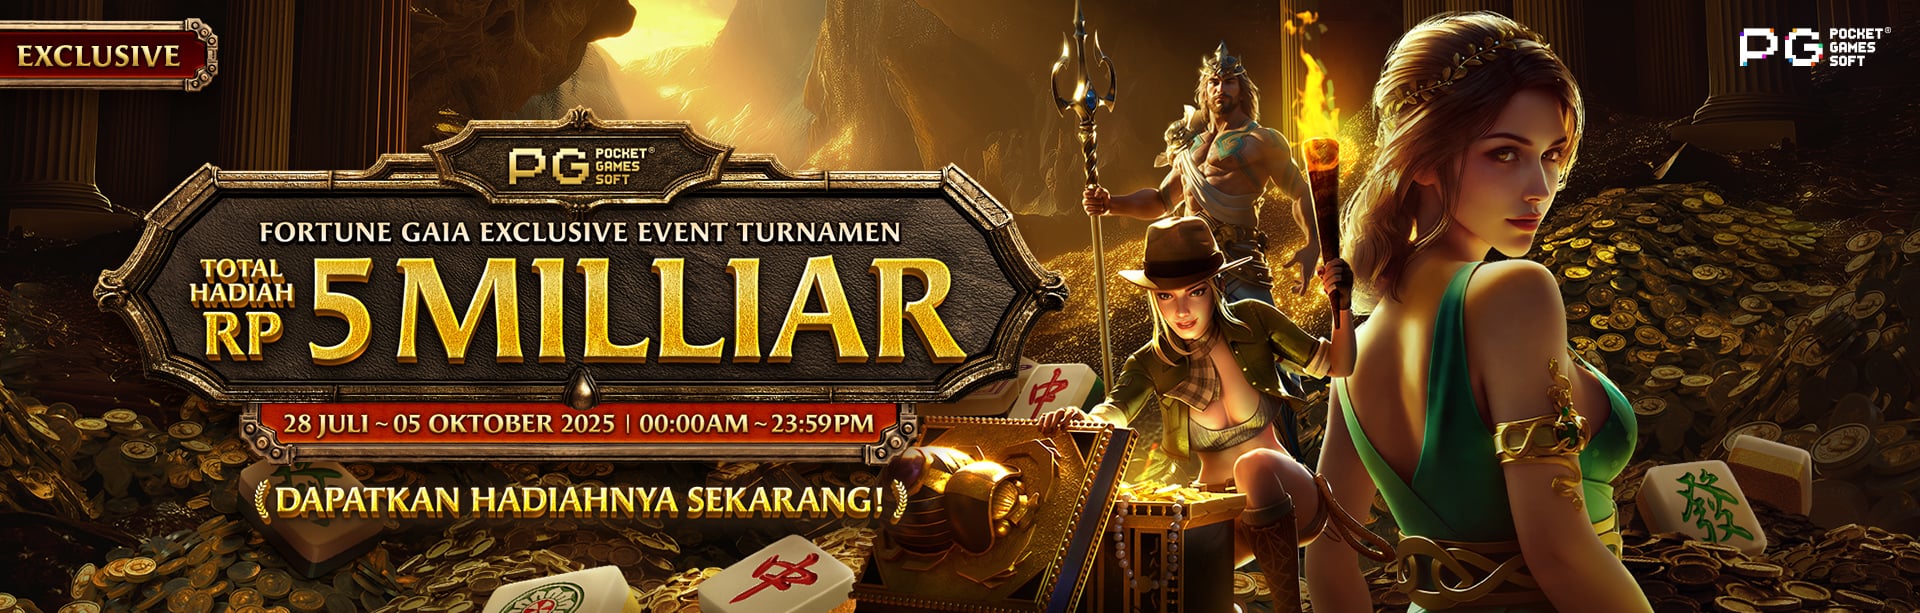 EXCLUSIVE
PG POCKET GAMES SOFT®
PG POCKET GAMES SOFT®
FORTUNE GAIA EXCLUSIVE EVENT TURNAMEN
TOTAL HADIAH RP 5 MILLIAR
28 JULI ~ 05 OKTOBER 2025 | 00:00AM ~ 23:59PM
DAPATKAN HADIAHNYA SEKARANG!
中
發
中